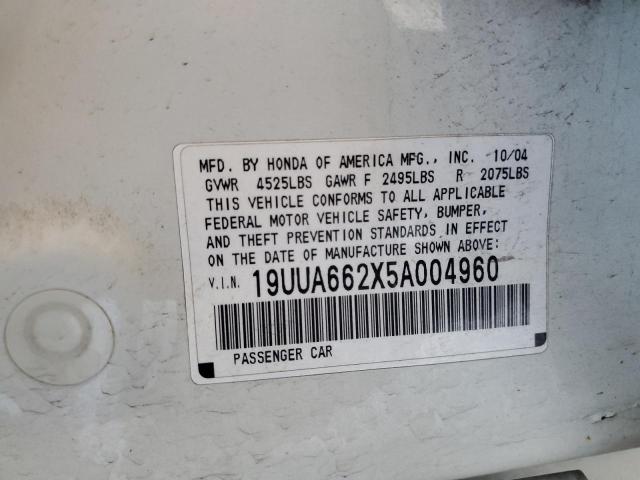 MFD. BY HONDA OF AMERICA MFG., INC. 10/04
GVWR 4525LBS GAWR F 2495LBS R 2075LBS
THIS VEHICLE CONFORMS TO ALL APPLICABLE
FEDERAL MOTOR VEHICLE SAFETY, BUMPER,
AND THEFT PREVENTION STANDARDS IN EFFECT
ON THE DATE OF MANUFACTURE SHOWN ABOVE:
V.I.N. 19UUA662X5A004960
PASSENGER CAR